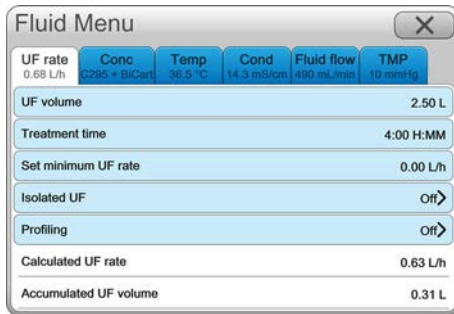 Fluid Menu
UF rate Conc Temp Cond Fluid flow TMP
0.68 L/h C295 + BiCart 36.5 °C 14.3 mS/cm 490 mL/min 10 mmHg
UF volume 2.50 L
Treatment time 4:00 H:MM
Set minimum UF rate 0.00 L/h
Isolated UF Off
Profiling Off
Calculated UF rate 0.63 L/h
Accumulated UF volume 0.31 L